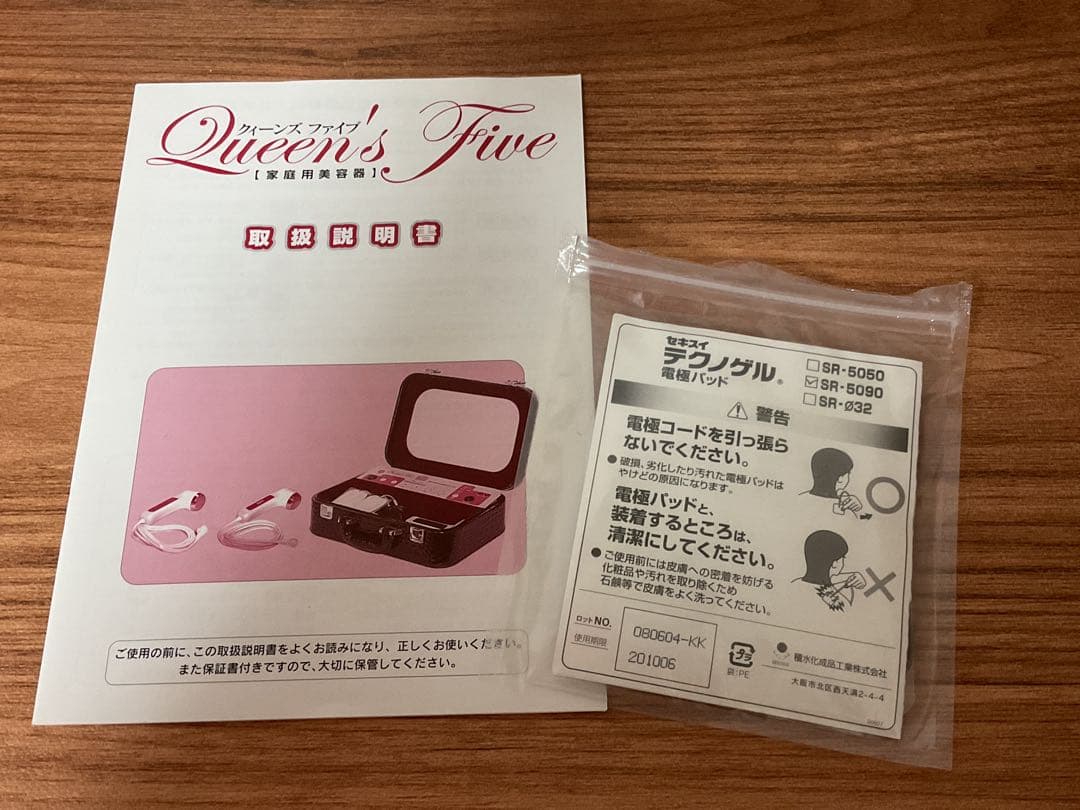 クィーンズ ファイブ
Queen's Five
【家庭用美容器】
取扱説明書
ご使用の前に、この取扱説明書をよくお読みになり、正しくお使いください。
また保証書付きですので、大切に保管してください。
セキスイ
テクノゲル®
電極パッド
SR-5050
SR-5090
SR-Ø32
警告
電極コードを引っ張ら
ないでください。
●破損、劣化したり汚れた電極パッドは
やけどの原因になります。
電極パッドと、
装着するところは、
清潔にしてください。
●ご使用前には皮膚への密着を妨げる
化粧品や汚れを取り除くため
石鹸等で皮膚をよく洗ってください。
ロットNO.
080604-KK
使用期限
201006
プラ
袋:PE
積水化成品工業株式会社
大阪市北区西天満2-4-4